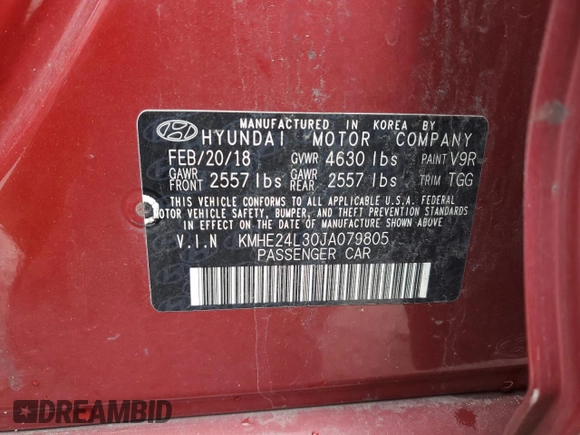 MANUFACTURED IN KOREA BY
HYUNDAI MOTOR COMPANY
FEB/20/18 GVWR 4630 lbs PAINT V9R
GAWR FRONT 2557 lbs GAWR REAR 2557 lbs TRIM TGG
THIS VEHICLE CONFORMS TO ALL APPLICABLE U.S.A. FEDERAL
MOTOR VEHICLE SAFETY, BUMPER, AND THEFT PREVENTION STANDARDS
IN EFFECT ON THE DATE OF MANUFACTURE SHOWN ABOVE.
V.I.N KMHE24L30JA079805
PASSENGER CAR
DREAMBID